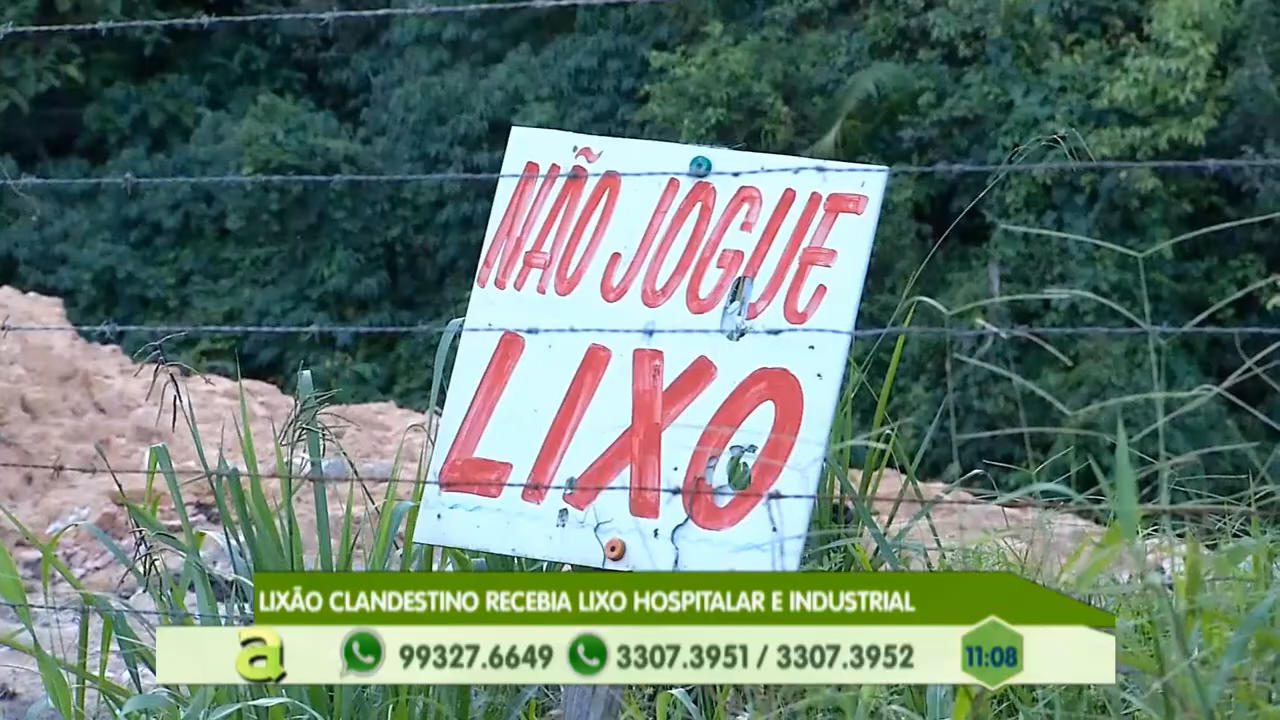 NÃO JOGUE
LIXO
LIXÃO CLANDESTINO RECEBIA LIXO HOSPITALAR E INDUSTRIAL
a 99327.6649 3307.3951 / 3307.3952 11:08